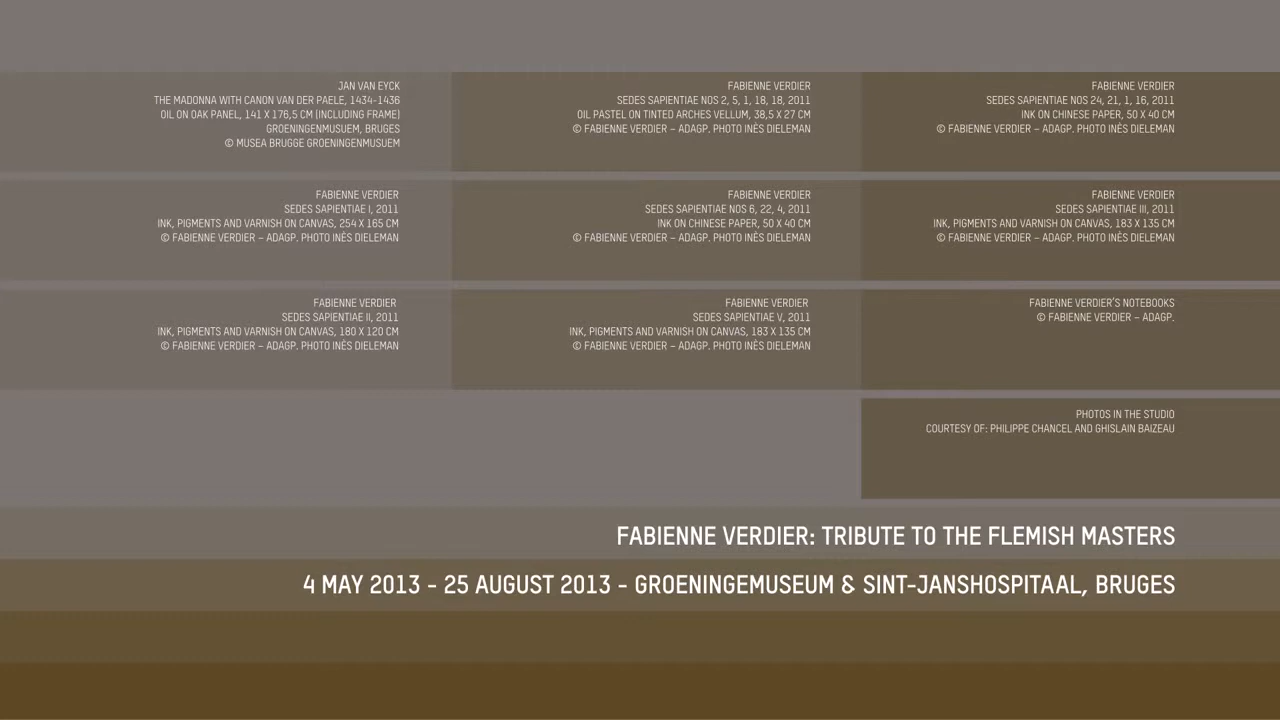 JAN VAN EYCK
THE MADONNA WITH CANON VAN DER PAELE, 1434-1436
OIL ON OAK PANEL, 141 X 176,5 CM (INCLUDING FRAME)
GROENINGENMUSUEM, BRUGES
© MUSEA BRUGGE GROENINGENMUSUEM
FABIENNE VERDIER
SEDES SAPIENTIAE NOS 2, 5, 1, 18, 18, 2011
OIL PASTEL ON TINTED ARCHES VELLUM, 38,5 X 27 CM
© FABIENNE VERDIER – ADAGP. PHOTO INÈS DIELEMAN
FABIENNE VERDIER
SEDES SAPIENTIAE NOS 24, 21, 1, 16, 2011
INK ON CHINESE PAPER, 50 X 40 CM
© FABIENNE VERDIER – ADAGP. PHOTO INÈS DIELEMAN
FABIENNE VERDIER
SEDES SAPIENTIAE I, 2011
INK, PIGMENTS AND VARNISH ON CANVAS, 254 X 165 CM
© FABIENNE VERDIER – ADAGP. PHOTO INÈS DIELEMAN
FABIENNE VERDIER
SEDES SAPIENTIAE NOS 6, 22, 4, 2011
INK ON CHINESE PAPER, 50 X 40 CM
© FABIENNE VERDIER – ADAGP. PHOTO INÈS DIELEMAN
FABIENNE VERDIER
SEDES SAPIENTIAE III, 2011
INK, PIGMENTS AND VARNISH ON CANVAS, 183 X 135 CM
© FABIENNE VERDIER – ADAGP. PHOTO INÈS DIELEMAN
FABIENNE VERDIER
SEDES SAPIENTIAE II, 2011
INK, PIGMENTS AND VARNISH ON CANVAS, 180 X 120 CM
© FABIENNE VERDIER – ADAGP. PHOTO INÈS DIELEMAN
FABIENNE VERDIER
SEDES SAPIENTIAE V, 2011
INK, PIGMENTS AND VARNISH ON CANVAS, 183 X 135 CM
© FABIENNE VERDIER – ADAGP. PHOTO INÈS DIELEMAN
FABIENNE VERDIER'S NOTEBOOKS
© FABIENNE VERDIER – ADAGP.
PHOTOS IN THE STUDIO
COURTESY OF: PHILIPPE CHANCEL AND GHISLAIN BAIZEAU
FABIENNE VERDIER: TRIBUTE TO THE FLEMISH MASTERS
4 MAY 2013 - 25 AUGUST 2013 - GROENINGEMUSEUM & SINT-JANSHOSPITAAL, BRUGES